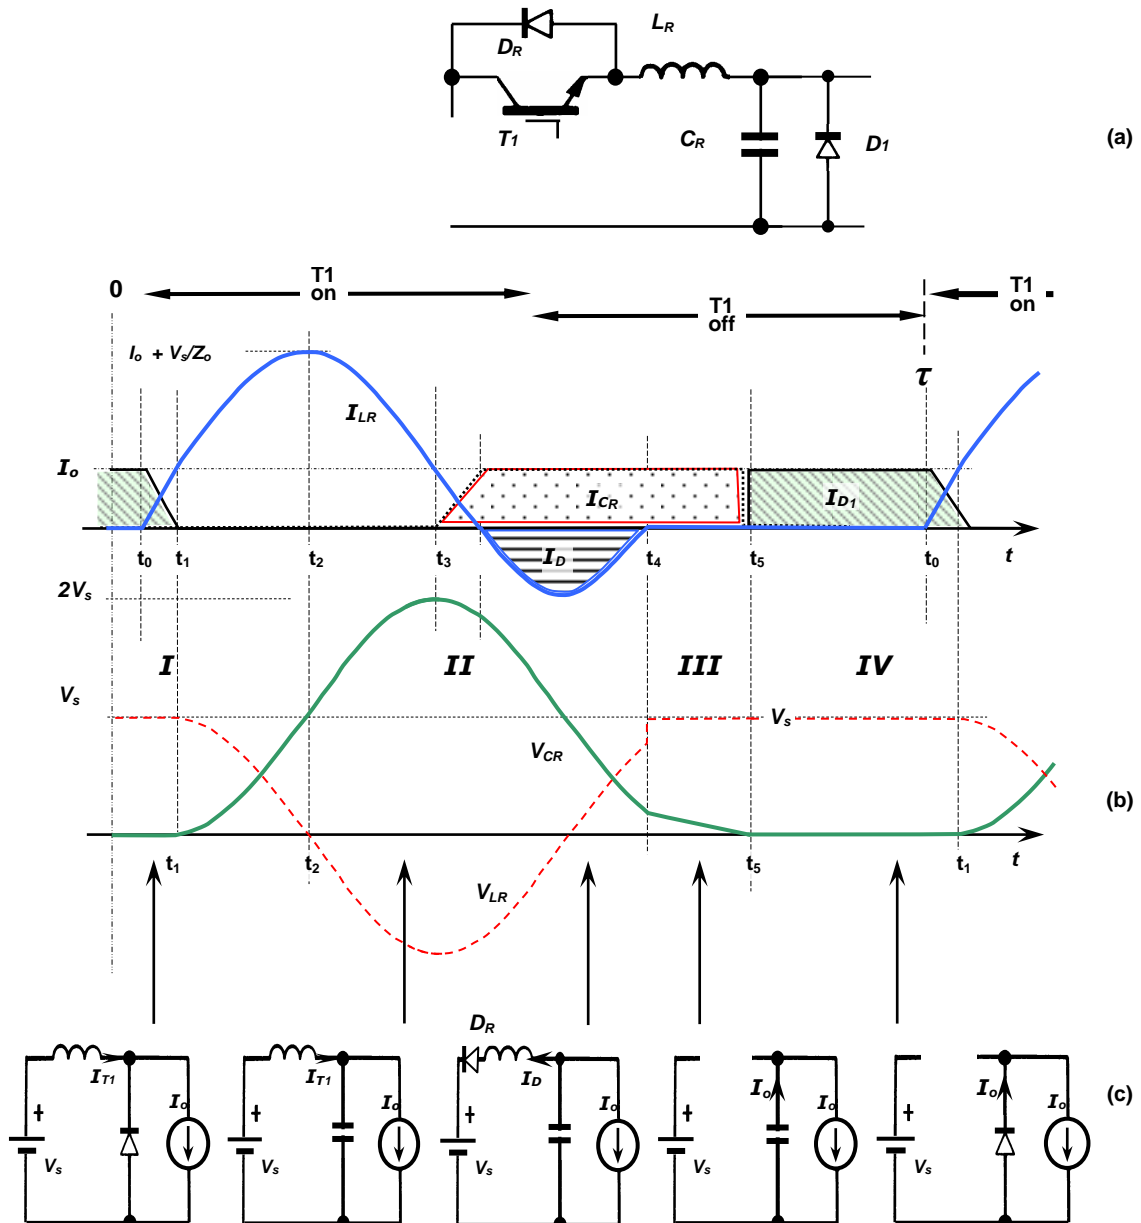 L_R
D_R
T_1
C_R
D_1
(a)
0
T1
on
T1
off
T1
on
τ
I_o + V_s/Z_o
I_LR
I_o
I_CR
I_D1
I_D
t_0
t_1
t_2
t_3
t_4
t_5
t_0
t
2V_s
I
II
III
IV
V_s
V_s
V_CR
(b)
t_1
t_2
t_5
t_1
t
V_LR
D_R
I_T1
I_o
+
V_s
I_T1
I_o
+
V_s
I_D
I_o
+
V_s
I_o
I_o
+
V_s
I_o
I_o
+
V_s
(c)